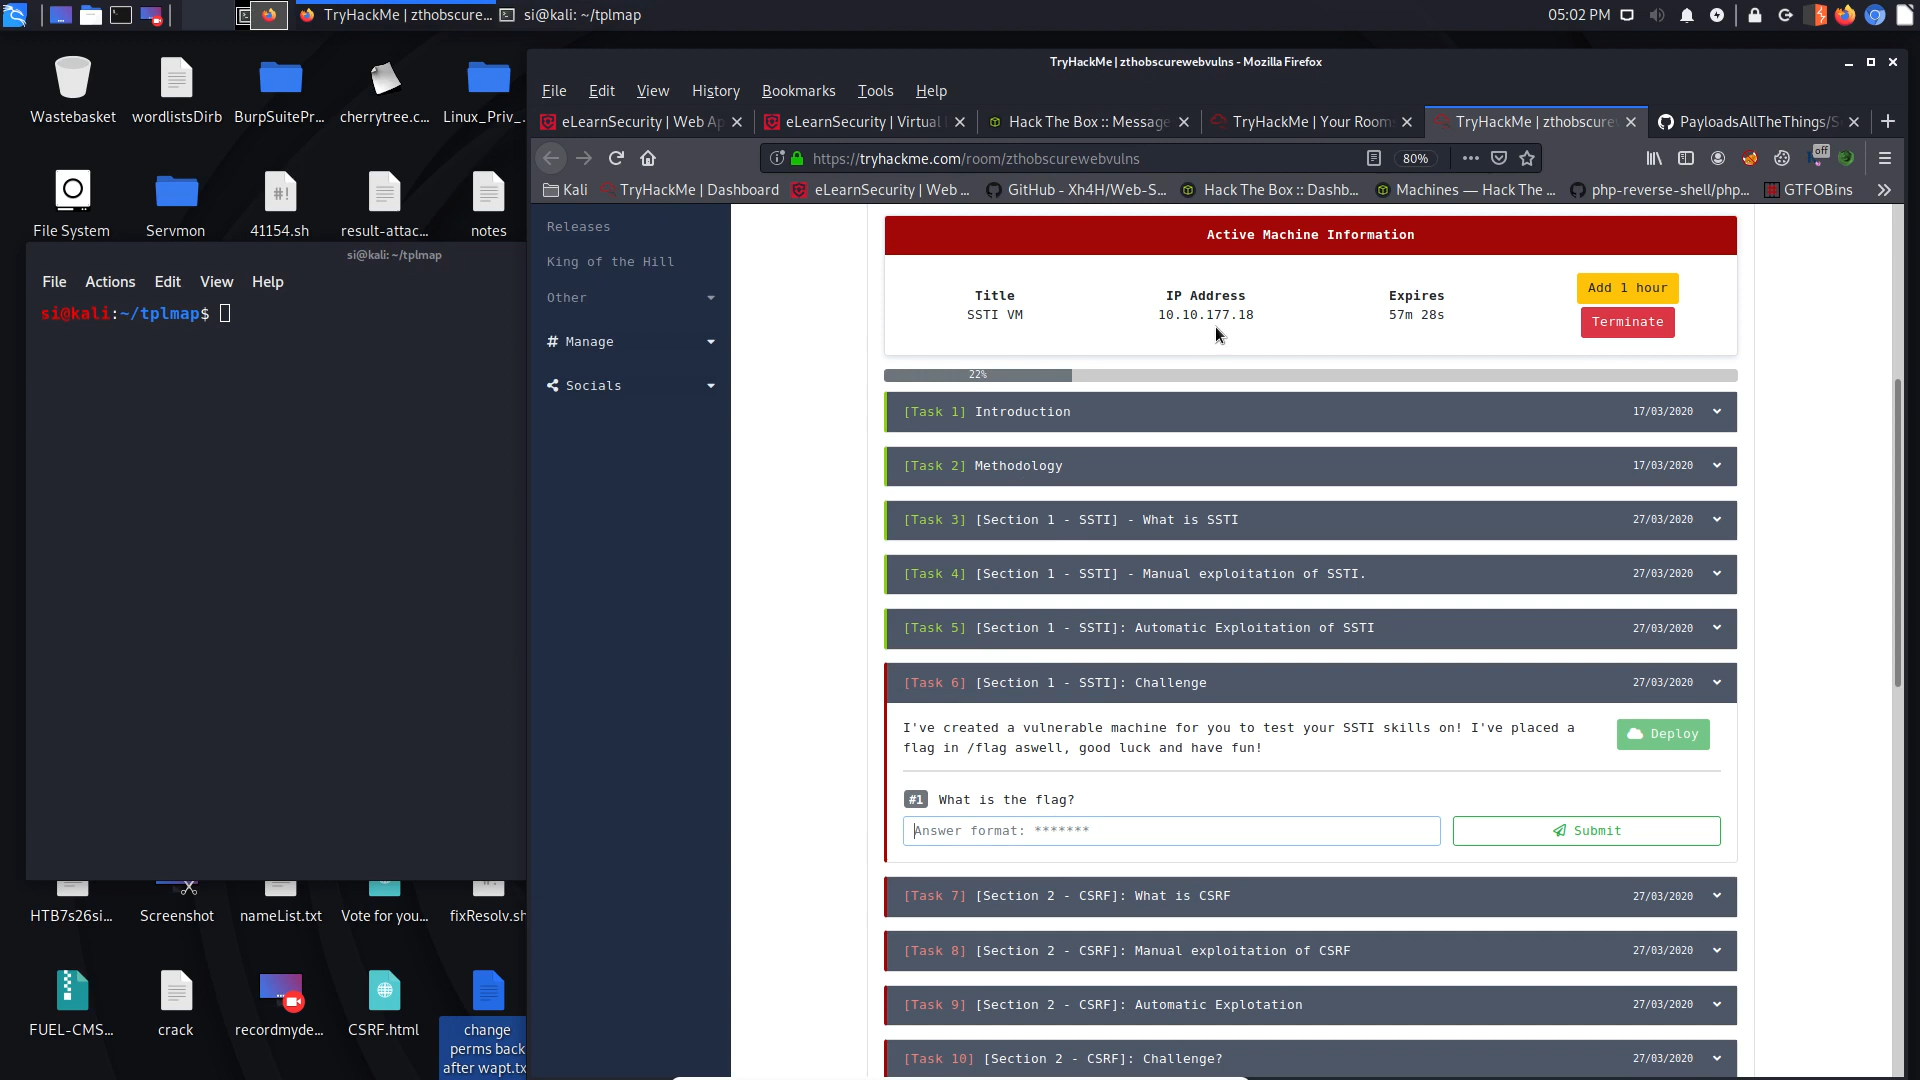 TryHackMe | zthobscure...
si@kali: ~/tplmap
05:02 PM
Wastebasket
wordlistsDirb
BurpSuitePr...
cherrytree.c...
Linux_Priv_.
File System
Servmon
41154.sh
result-attac...
notes
si@kali: ~/tplmap
File Actions Edit View Help
si@kali:~/tplmap$
HTB7s26si...
Screenshot
nameList.txt
Vote for you...
fixResolv.sh
FUEL-CMS...
crack
recordmyde...
CSRF.html
change
perms back
after wapt.tx
TryHackMe | zthobscurewebvulns - Mozilla Firefox
File Edit View History Bookmarks Tools Help
eLearnSecurity | Web Ap
eLearnSecurity | Virtual
Hack The Box :: Message
TryHackMe | Your Room
TryHackMe | zthobscure
PayloadsAllTheThings/S
https://tryhackme.com/room/zthobscurewebvulns
80%
off
Kali
TryHackMe | Dashboard
eLearnSecurity | Web ...
GitHub - Xh4H/Web-S...
Hack The Box :: Dashb...
Machines — Hack The ...
php-reverse-shell/php...
GTFOBins
Releases
King of the Hill
Other
# Manage
Socials
Active Machine Information
Title
SSTI VM
IP Address
10.10.177.18
Expires
57m 28s
Add 1 hour
Terminate
22%
[Task 1] Introduction 17/03/2020
[Task 2] Methodology 17/03/2020
[Task 3] [Section 1 - SSTI] - What is SSTI 27/03/2020
[Task 4] [Section 1 - SSTI] - Manual exploitation of SSTI. 27/03/2020
[Task 5] [Section 1 - SSTI]: Automatic Exploitation of SSTI 27/03/2020
[Task 6] [Section 1 - SSTI]: Challenge 27/03/2020
I've created a vulnerable machine for you to test your SSTI skills on! I've placed a
flag in /flag aswell, good luck and have fun!
Deploy
#1 What is the flag?
Answer format: *******
Submit
[Task 7] [Section 2 - CSRF]: What is CSRF 27/03/2020
[Task 8] [Section 2 - CSRF]: Manual exploitation of CSRF 27/03/2020
[Task 9] [Section 2 - CSRF]: Automatic Explotation 27/03/2020
[Task 10] [Section 2 - CSRF]: Challenge? 27/03/2020